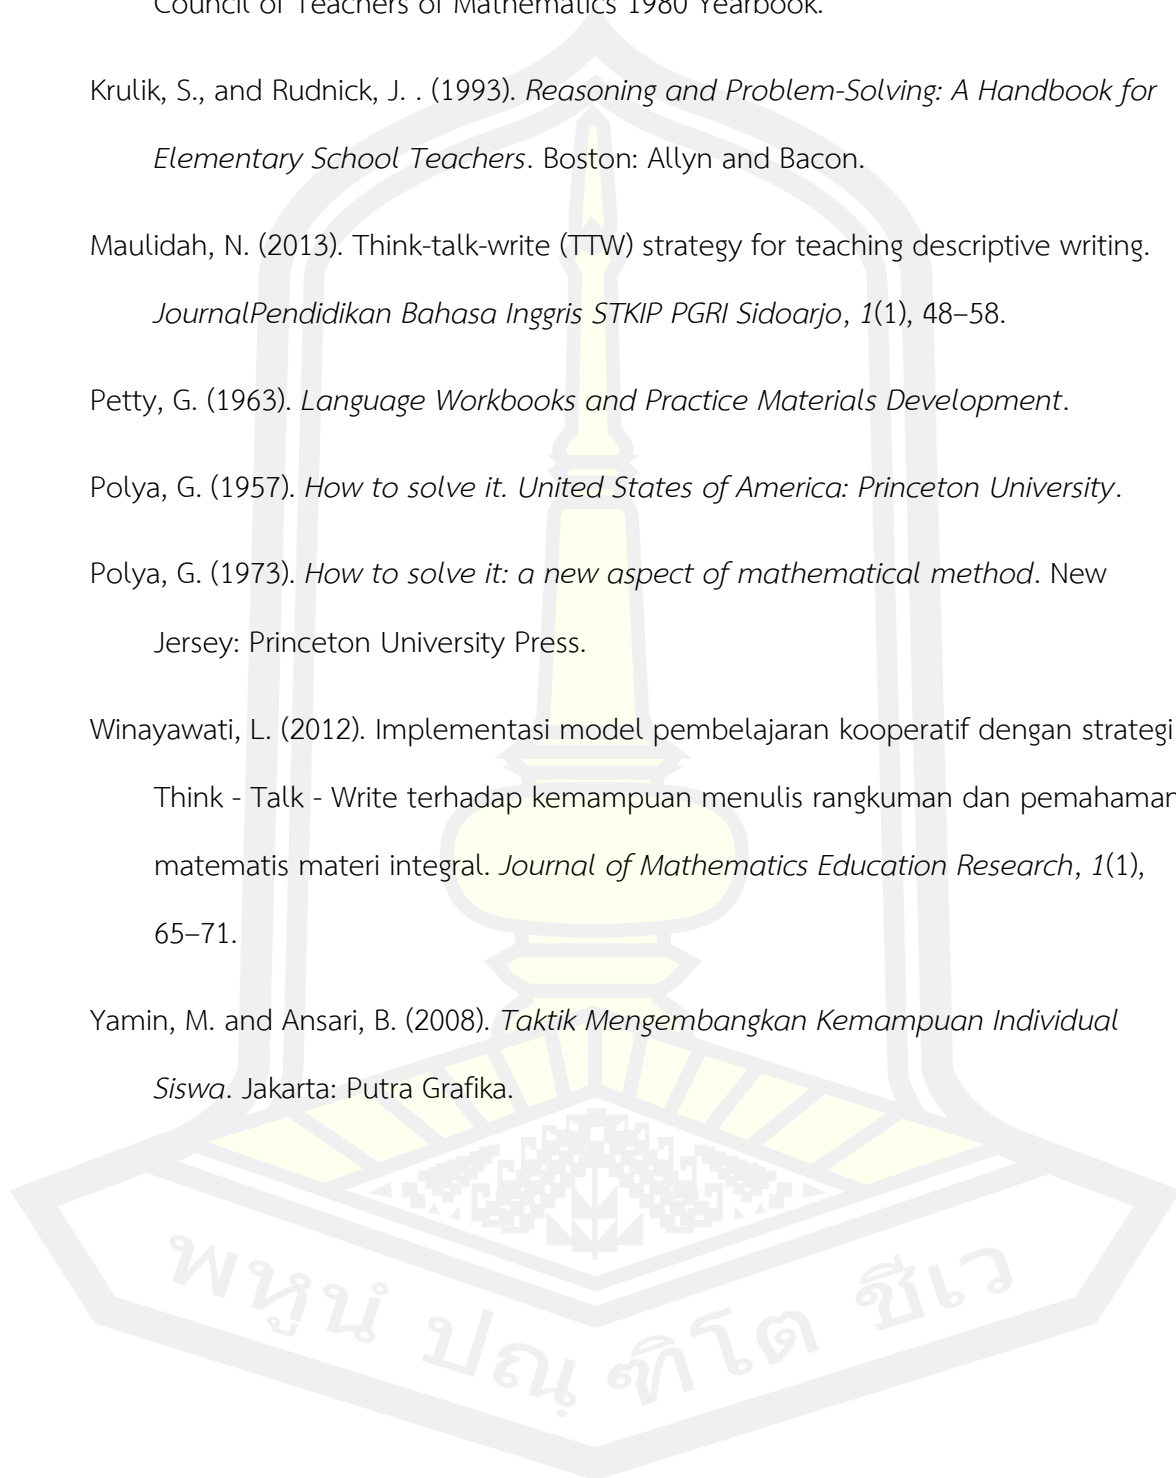 Council of Teachers of Mathematics 1980 Yearbook.
Krulik, S., and Rudnick, J. . (1993). Reasoning and Problem-Solving: A Handbook for
Elementary School Teachers. Boston: Allyn and Bacon.
Maulidah, N. (2013). Think-talk-write (TTW) strategy for teaching descriptive writing.
JournalPendidikan Bahasa Inggris STKIP PGRI Sidoarjo, 1(1), 48–58.
Petty, G. (1963). Language Workbooks and Practice Materials Development.
Polya, G. (1957). How to solve it. United States of America: Princeton University.
Polya, G. (1973). How to solve it: a new aspect of mathematical method. New
Jersey: Princeton University Press.
Winayawati, L. (2012). Implementasi model pembelajaran kooperatif dengan strategi
Think - Talk - Write terhadap kemampuan menulis rangkuman dan pemahaman
matematis materi integral. Journal of Mathematics Education Research, 1(1),
65–71.
Yamin, M. and Ansari, B. (2008). Taktik Mengembangkan Kemampuan Individual
Siswa. Jakarta: Putra Grafika.
พหูนํ ปณฺ ฑิโต ชีเว